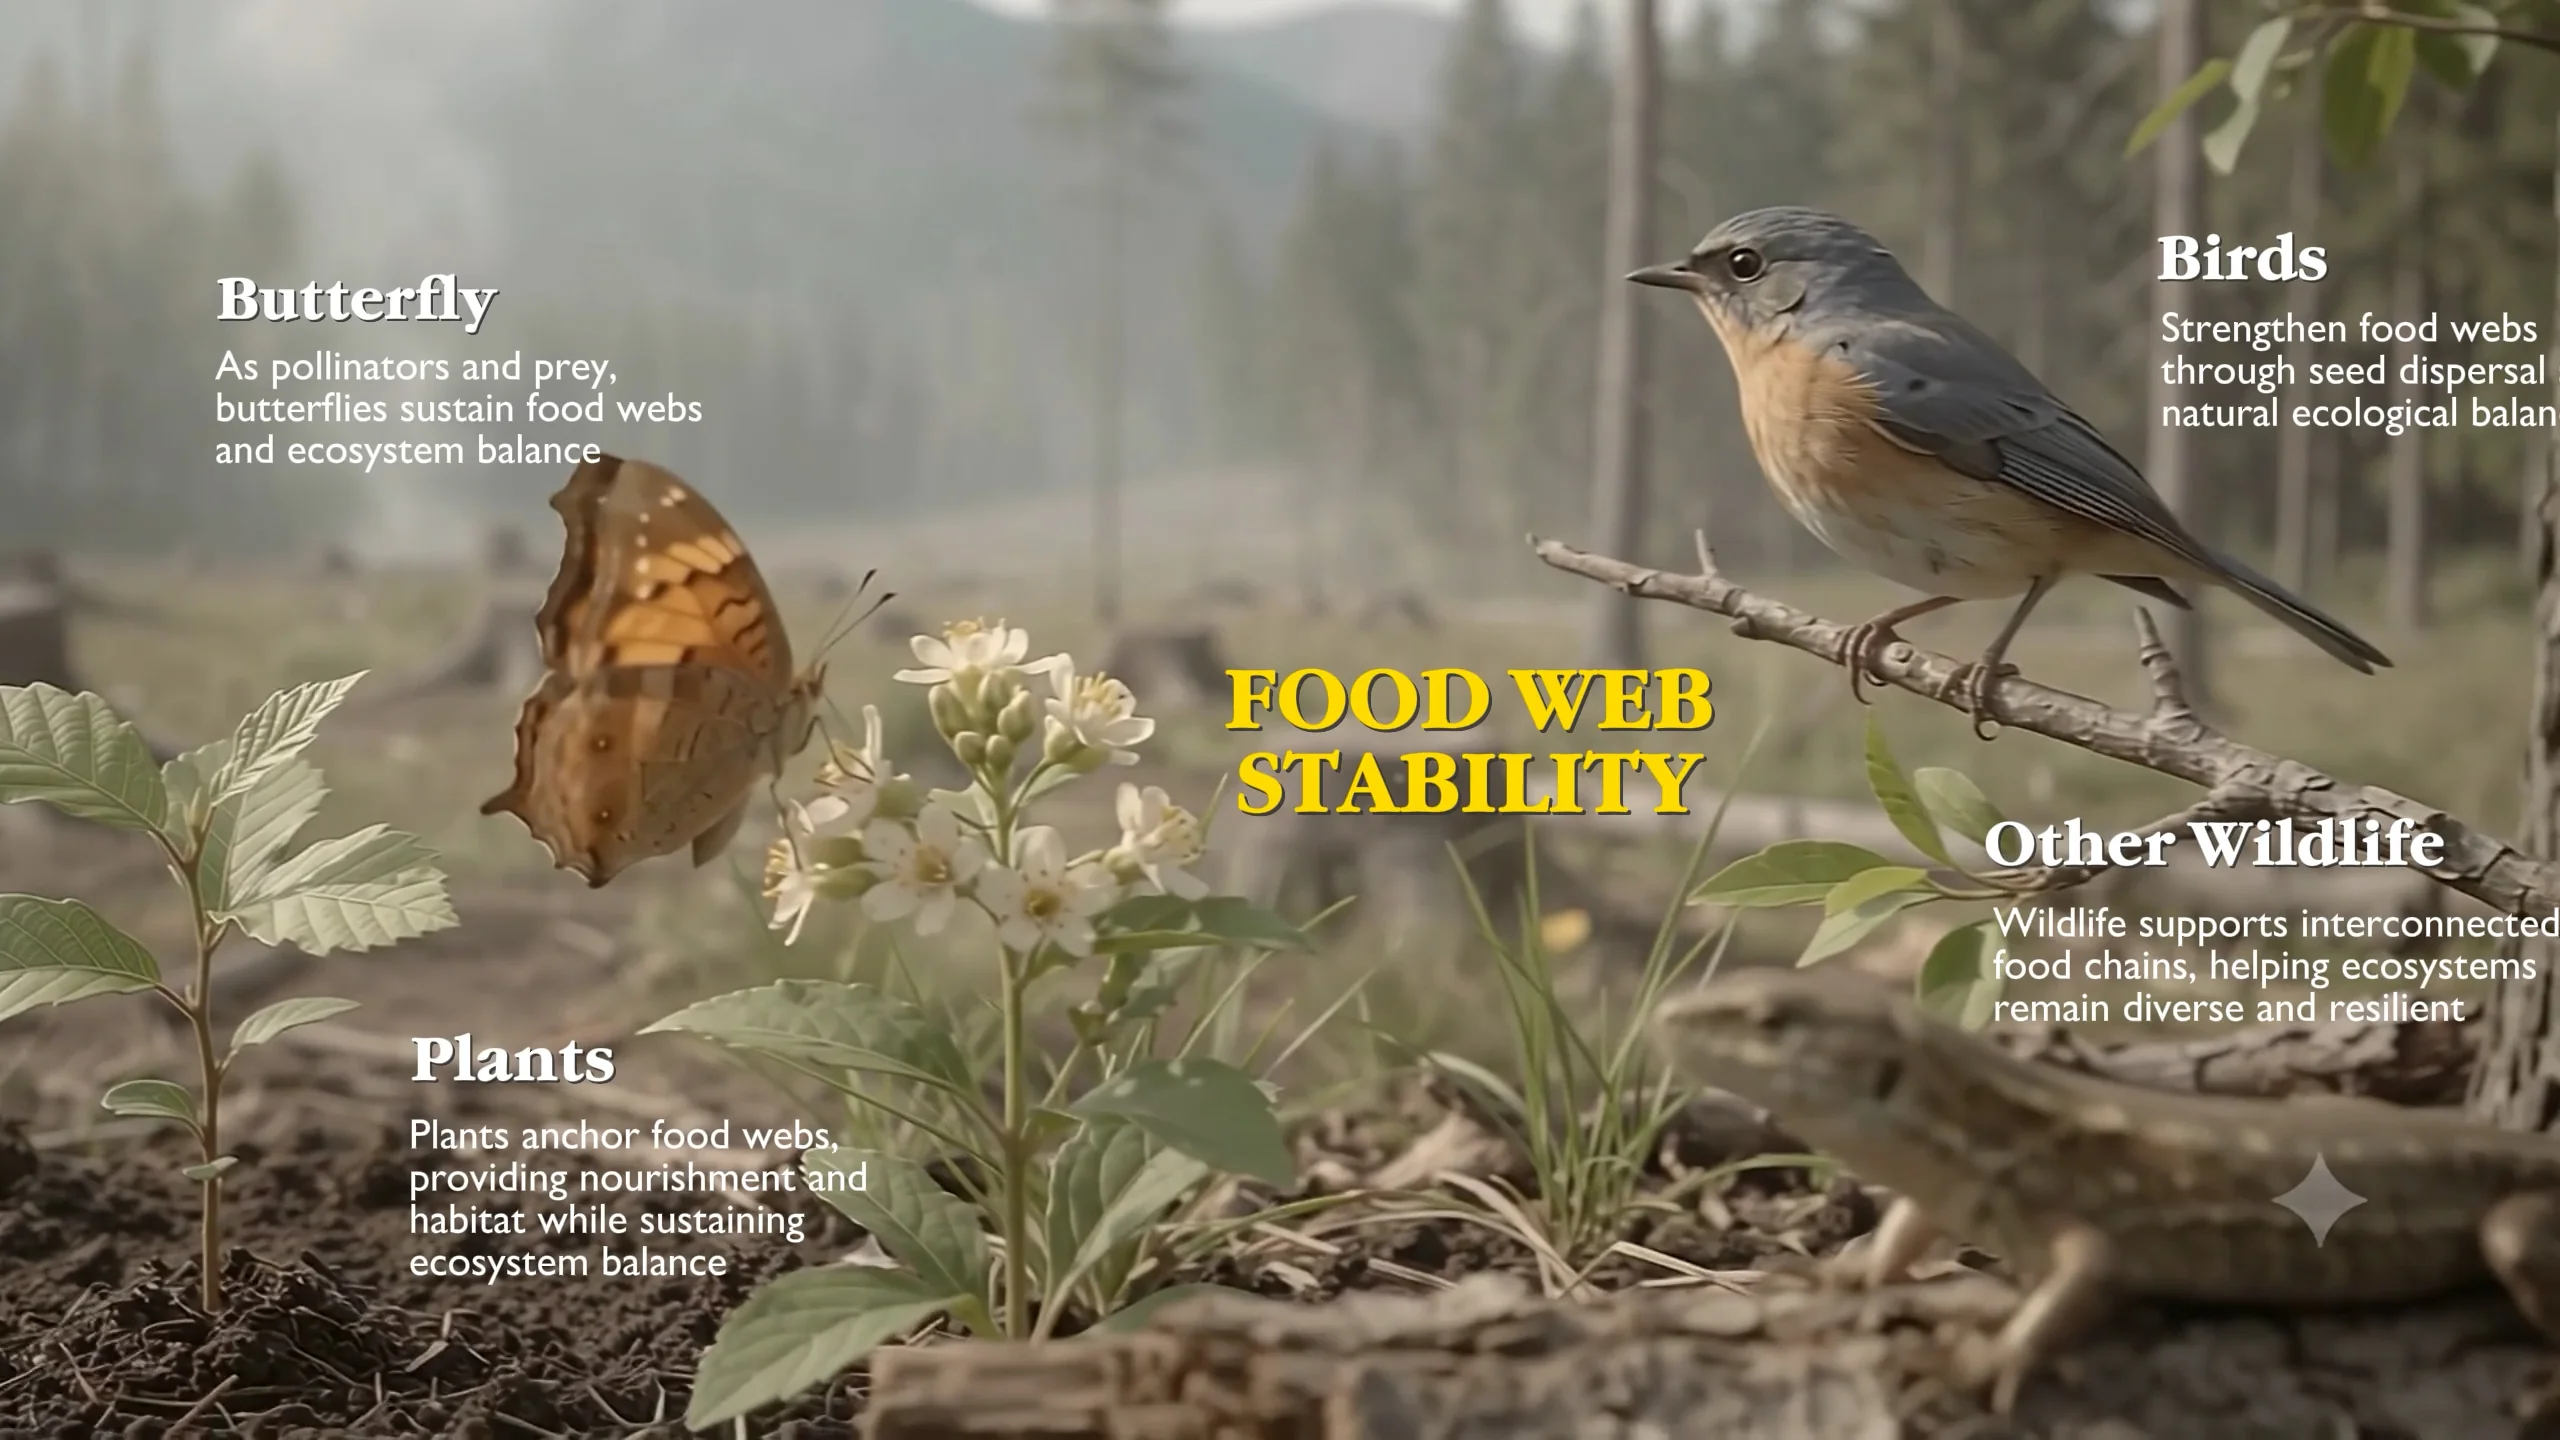 Butterfly
As pollinators and prey,
butterflies sustain food webs
and ecosystem balance
Birds
Strengthen food webs
through seed dispersal
natural ecological balan
FOOD WEB
STABILITY
Other Wildlife
Wildlife supports interconnected
food chains, helping ecosystems
remain diverse and resilient
Plants
Plants anchor food webs,
providing nourishment and
habitat while sustaining
ecosystem balance